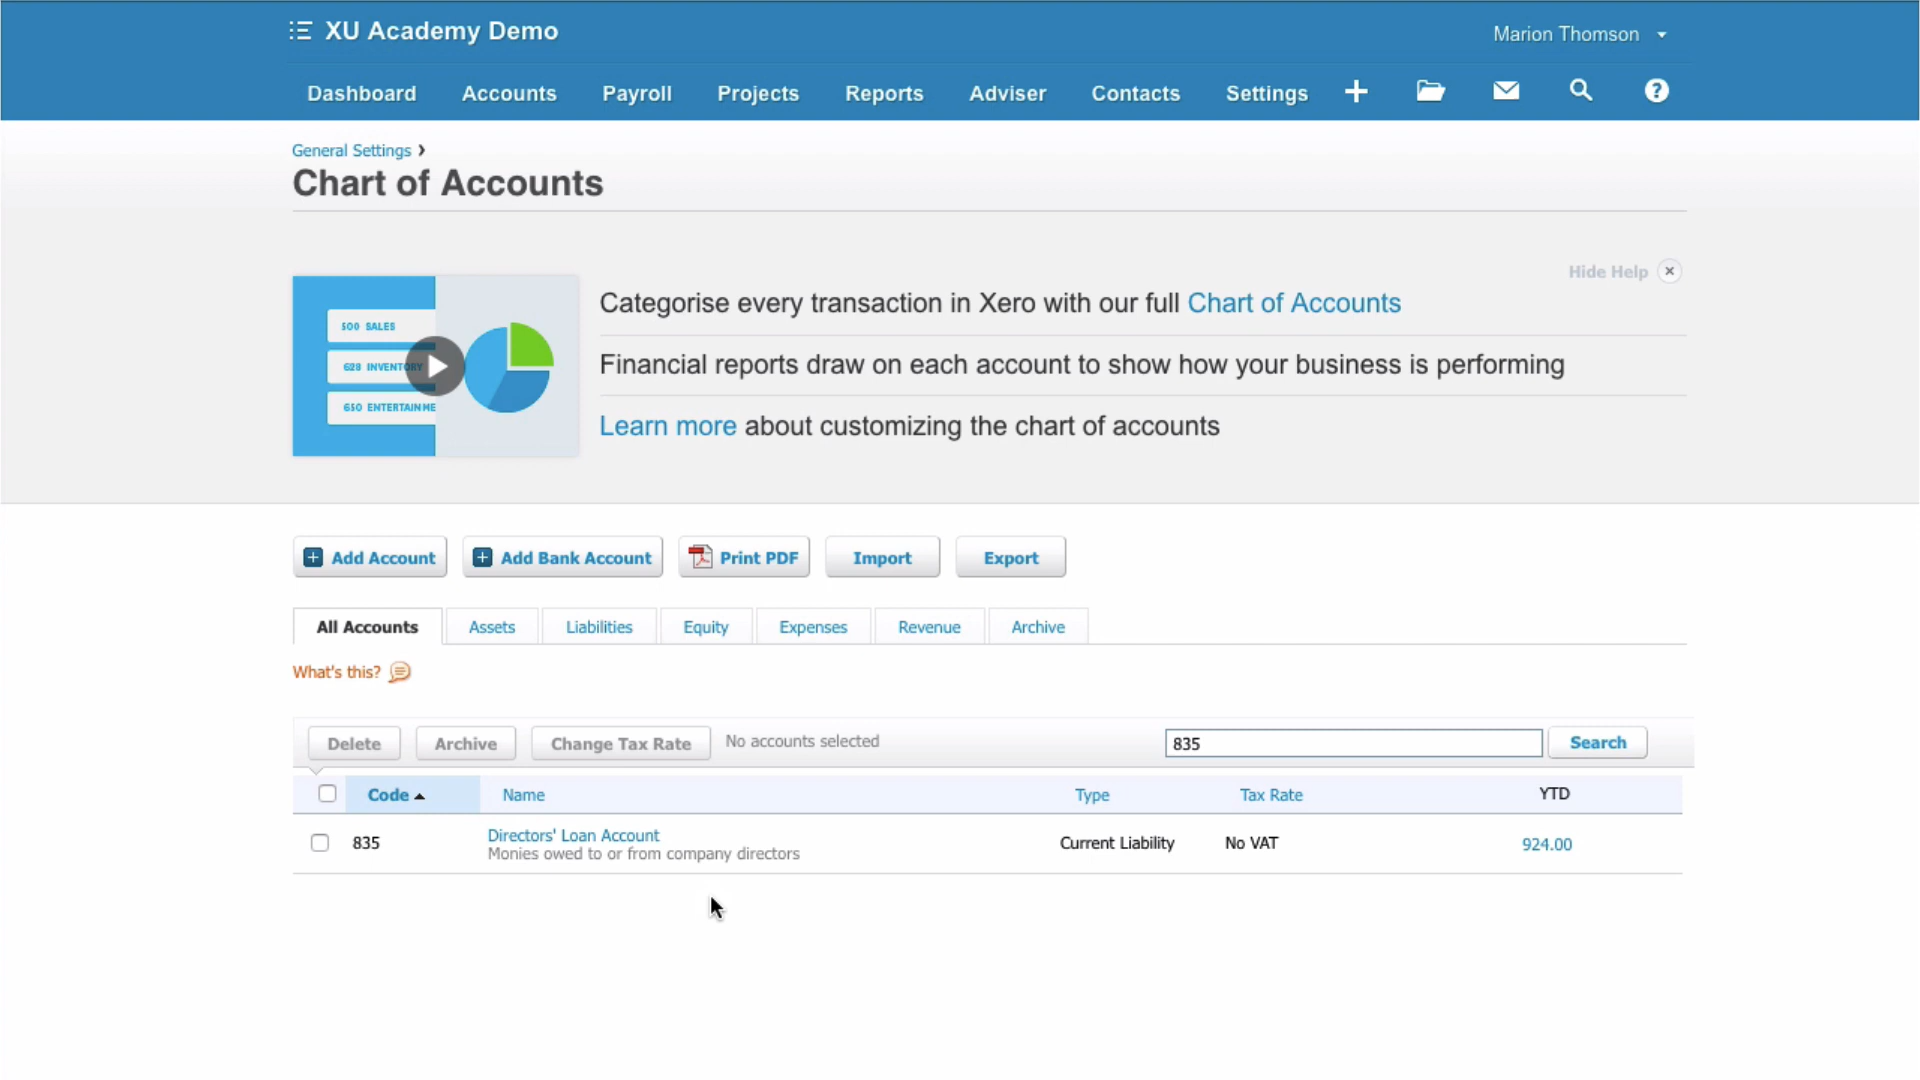 XU Academy Demo
Marion Thomson
Dashboard Accounts Payroll Projects Reports Adviser Contacts Settings
General Settings ›
Chart of Accounts
Hide Help
500 SALES
628 INVENTORY
650 ENTERTAINME
Categorise every transaction in Xero with our full Chart of Accounts
Financial reports draw on each account to show how your business is performing
Learn more about customizing the chart of accounts
Add Account Add Bank Account Print PDF Import Export
All Accounts Assets Liabilities Equity Expenses Revenue Archive
What's this?
Delete Archive Change Tax Rate No accounts selected 835 Search
Code Name Type Tax Rate YTD
835 Directors' Loan Account Current Liability No VAT 924.00
Monies owed to or from company directors